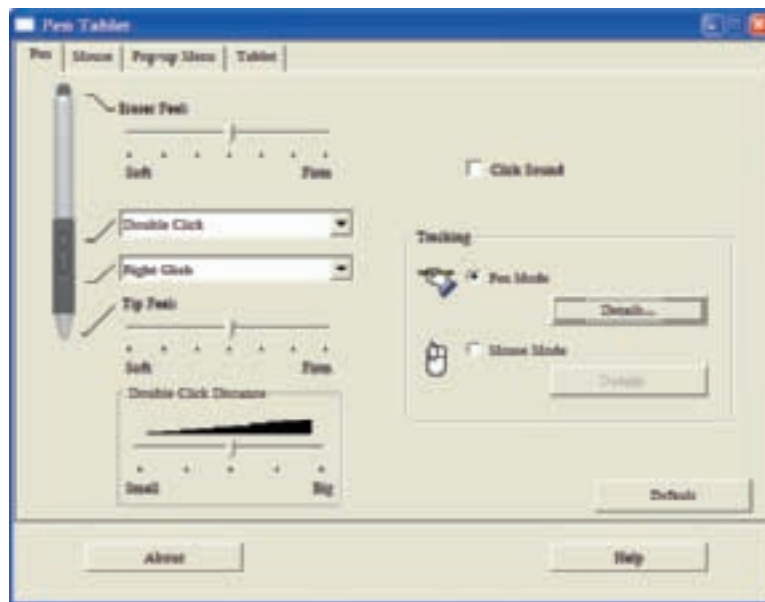 Pen Tablet
Pen Mouse Pop-up Menu Tablet
Eraser Feel:
Soft Firm
Click Sound
Double Click
Right Click
Tip Feel:
Soft Firm
Double Click Distance
Small Big
Tracking
Pen Mode
Details...
Mouse Mode
Details
Default
About Help